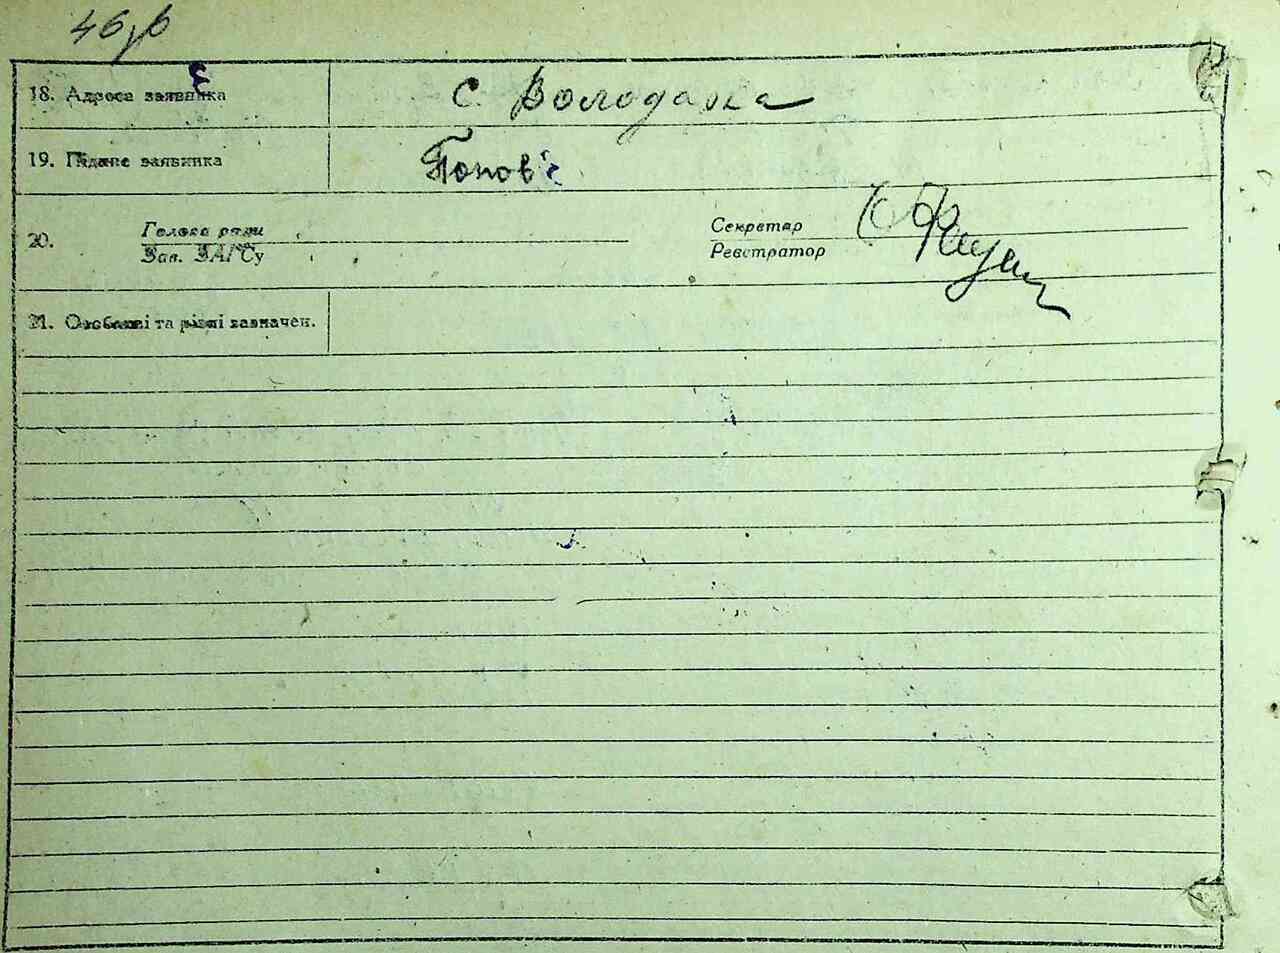 46зв
18. Адреса заявника с. Володарка
19. Підпис заявника Попов
20. Голова ради Секретар
Зав. ЗАГСу Реєстратор
21. Особливі та різні зазначен.